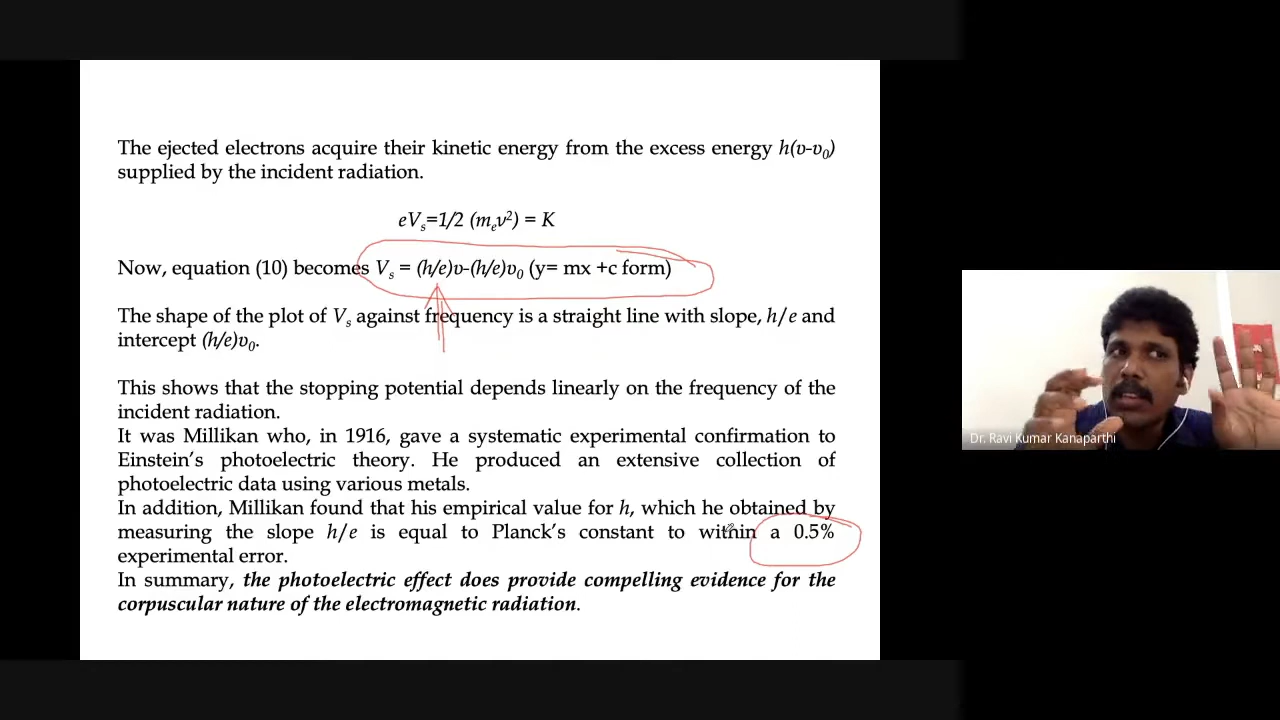 The ejected electrons acquire their kinetic energy from the excess energy h(υ-υ₀)
supplied by the incident radiation.
eVₛ=1/2 (mₑv²) = K
Now, equation (10) becomes Vₛ = (h/e)υ-(h/e)υ₀ (y= mx +c form)
The shape of the plot of Vₛ against frequency is a straight line with slope, h/e and
intercept (h/e)υ₀.
This shows that the stopping potential depends linearly on the frequency of the
incident radiation.
It was Millikan who, in 1916, gave a systematic experimental confirmation to
Einstein’s photoelectric theory. He produced an extensive collection of
photoelectric data using various metals.
In addition, Millikan found that his empirical value for h, which he obtained by
measuring the slope h/e is equal to Planck’s constant to within a 0.5%
experimental error.
In summary, the photoelectric effect does provide compelling evidence for the
corpuscular nature of the electromagnetic radiation.
Dr. Ravi Kumar Kanaparthi